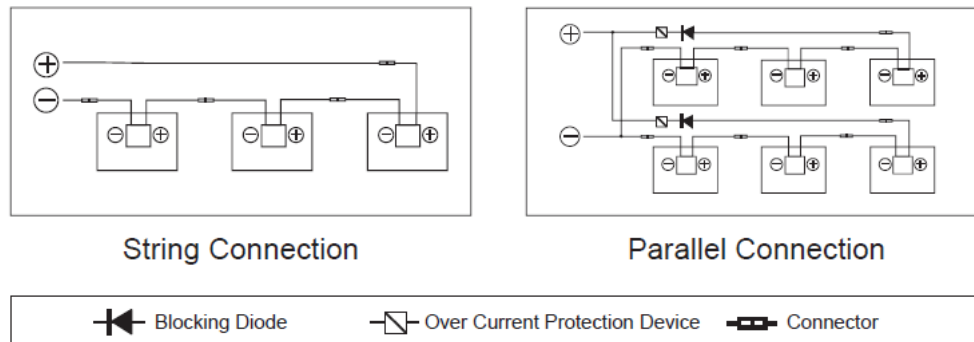 String Connection
Parallel Connection
Blocking Diode
Over Current Protection Device
Connector